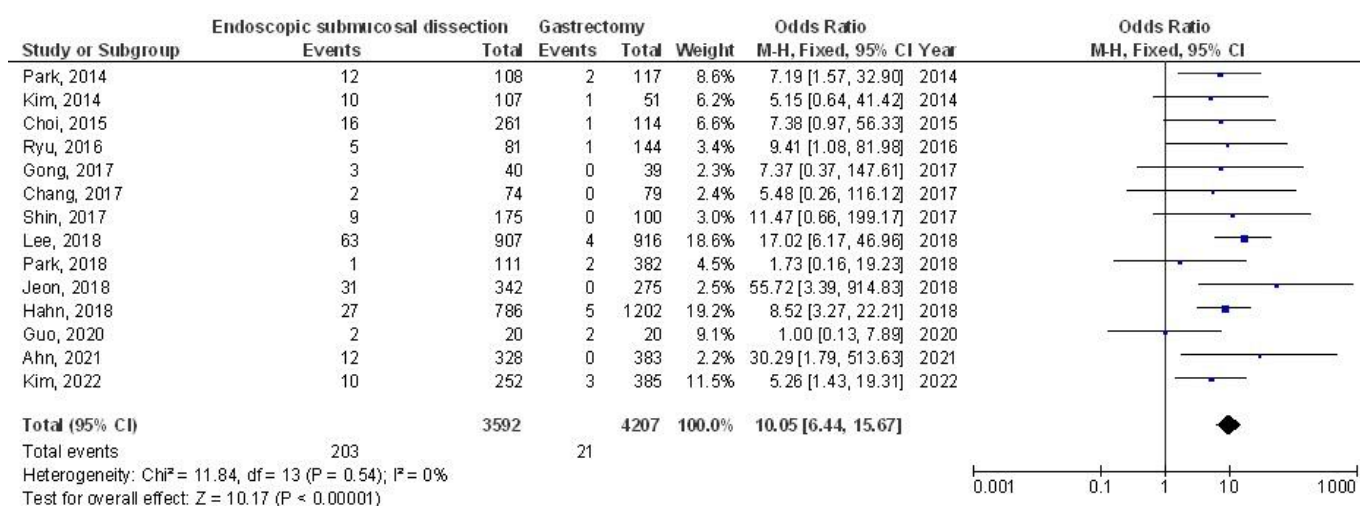 Endoscopic submucosal dissection Gastrectomy Odds Ratio Odds Ratio
Study or Subgroup Events Total Events Total Weight M-H, Fixed, 95% CI Year M-H, Fixed, 95% CI
Park, 2014 12 108 2 117 8.6% 7.19 [1.57, 32.90] 2014
Kim, 2014 10 107 1 51 6.2% 5.15 [0.64, 41.42] 2014
Choi, 2015 16 261 1 114 6.6% 7.38 [0.97, 56.33] 2015
Ryu, 2016 5 81 1 144 3.4% 9.41 [1.08, 81.98] 2016
Gong, 2017 3 40 0 39 2.3% 7.37 [0.37, 147.61] 2017
Chang, 2017 2 74 0 79 2.4% 5.48 [0.26, 116.12] 2017
Shin, 2017 9 175 0 100 3.0% 11.47 [0.66, 199.17] 2017
Lee, 2018 63 907 4 916 18.6% 17.02 [6.17, 46.96] 2018
Park, 2018 1 111 2 382 4.5% 1.73 [0.16, 19.23] 2018
Jeon, 2018 31 342 0 275 2.5% 55.72 [3.39, 914.83] 2018
Hahn, 2018 27 786 5 1202 19.2% 8.52 [3.27, 22.21] 2018
Guo, 2020 2 20 2 20 9.1% 1.00 [0.13, 7.89] 2020
Ahn, 2021 12 328 0 383 2.2% 30.29 [1.79, 513.63] 2021
Kim, 2022 10 252 3 385 11.5% 5.26 [1.43, 19.31] 2022
Total (95% CI) 3592 4207 100.0% 10.05 [6.44, 15.67]
Total events 203 21
Heterogeneity: Chi² = 11.84, df = 13 (P = 0.54); I² = 0%
Test for overall effect: Z = 10.17 (P < 0.00001)
0.001 0.1 1 10 1000